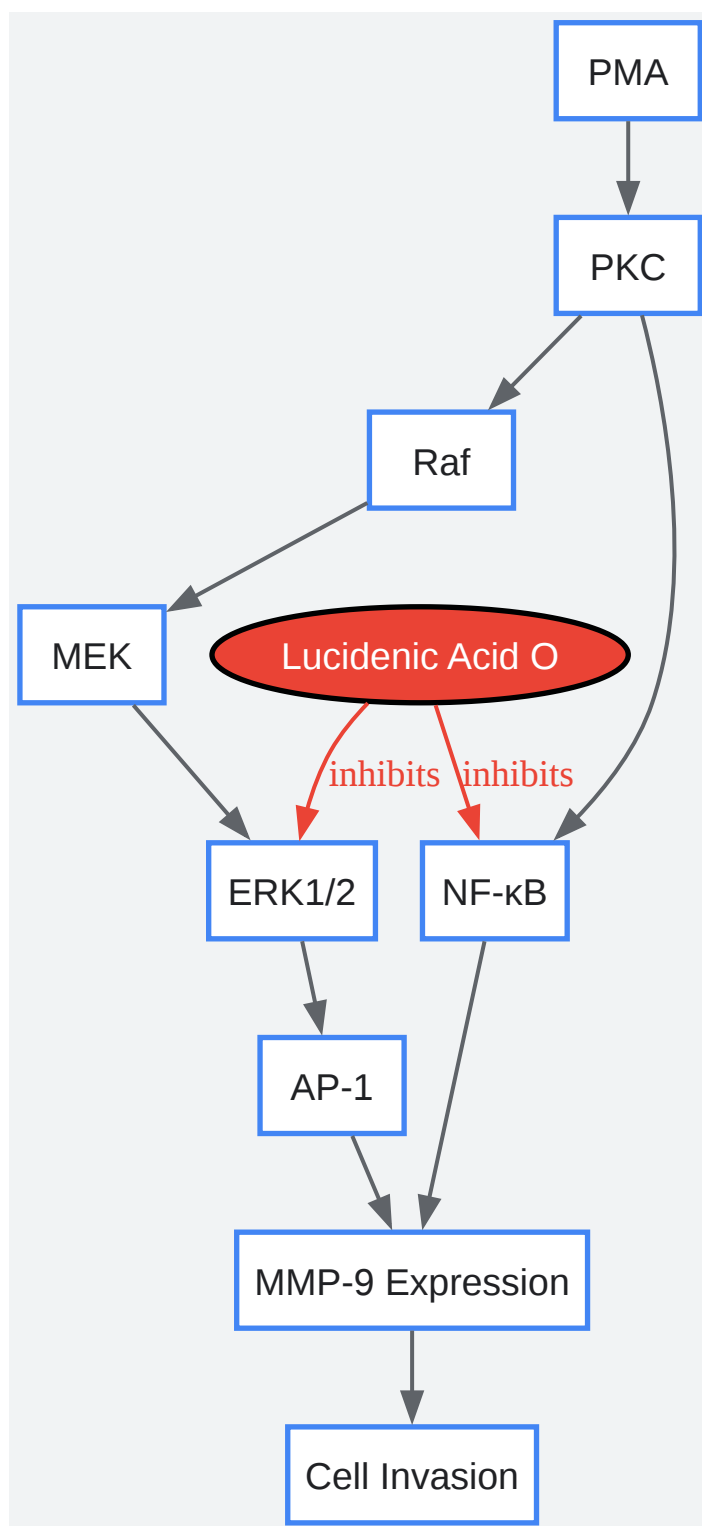 PMA
PKC
Raf
MEK
Lucidenic Acid O
inhibits
inhibits
ERK1/2
NF-κB
AP-1
MMP-9 Expression
Cell Invasion